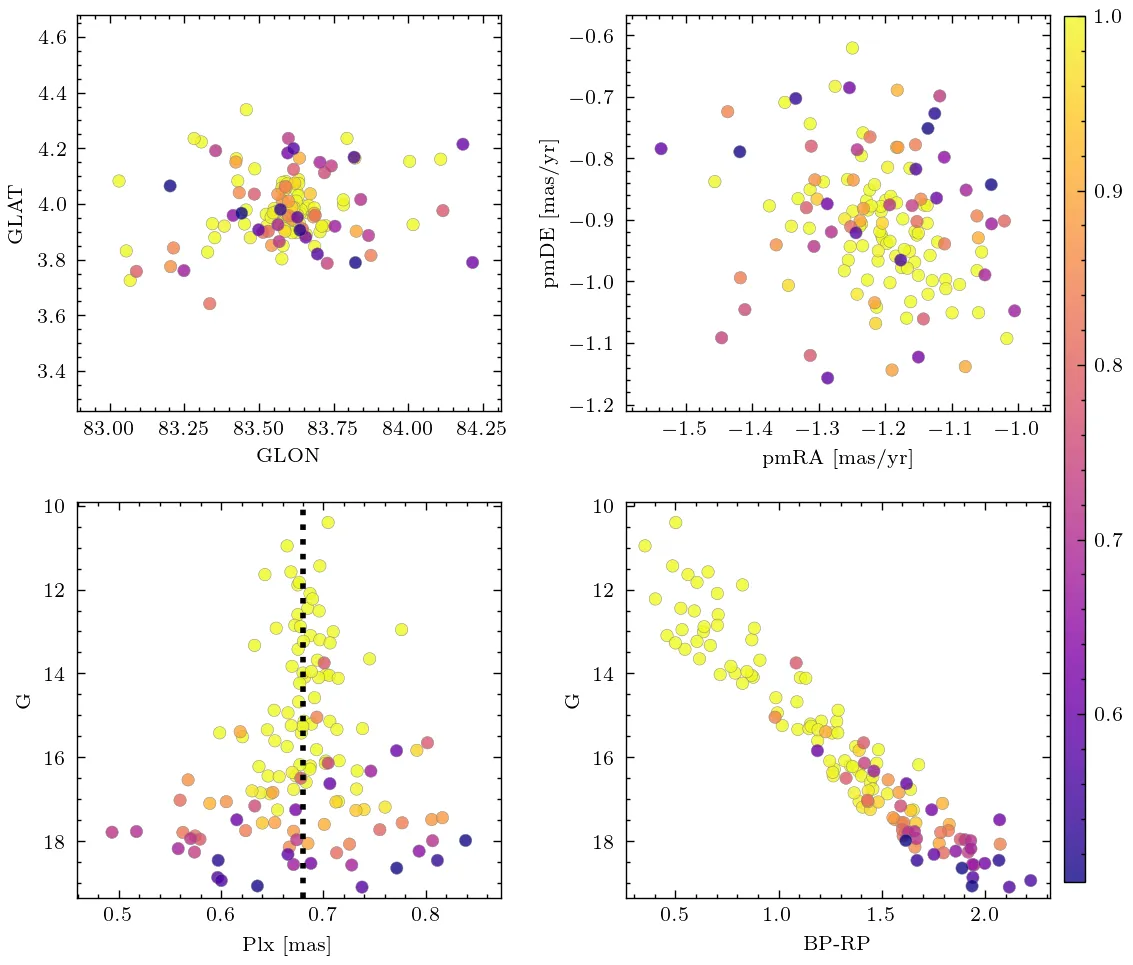 4.6
4.4
4.2
4.0
3.8
3.6
3.4
GLAT
83.00 83.25 83.50 83.75 84.00 84.25
GLON
−0.6
−0.7
−0.8
−0.9
−1.0
−1.1
−1.2
pmDE [mas/yr]
−1.5 −1.4 −1.3 −1.2 −1.1 −1.0
pmRA [mas/yr]
10
12
14
16
18
G
0.5 0.6 0.7 0.8
Plx [mas]
10
12
14
16
18
G
0.5 1.0 1.5 2.0
BP-RP
1.0
0.9
0.8
0.7
0.6